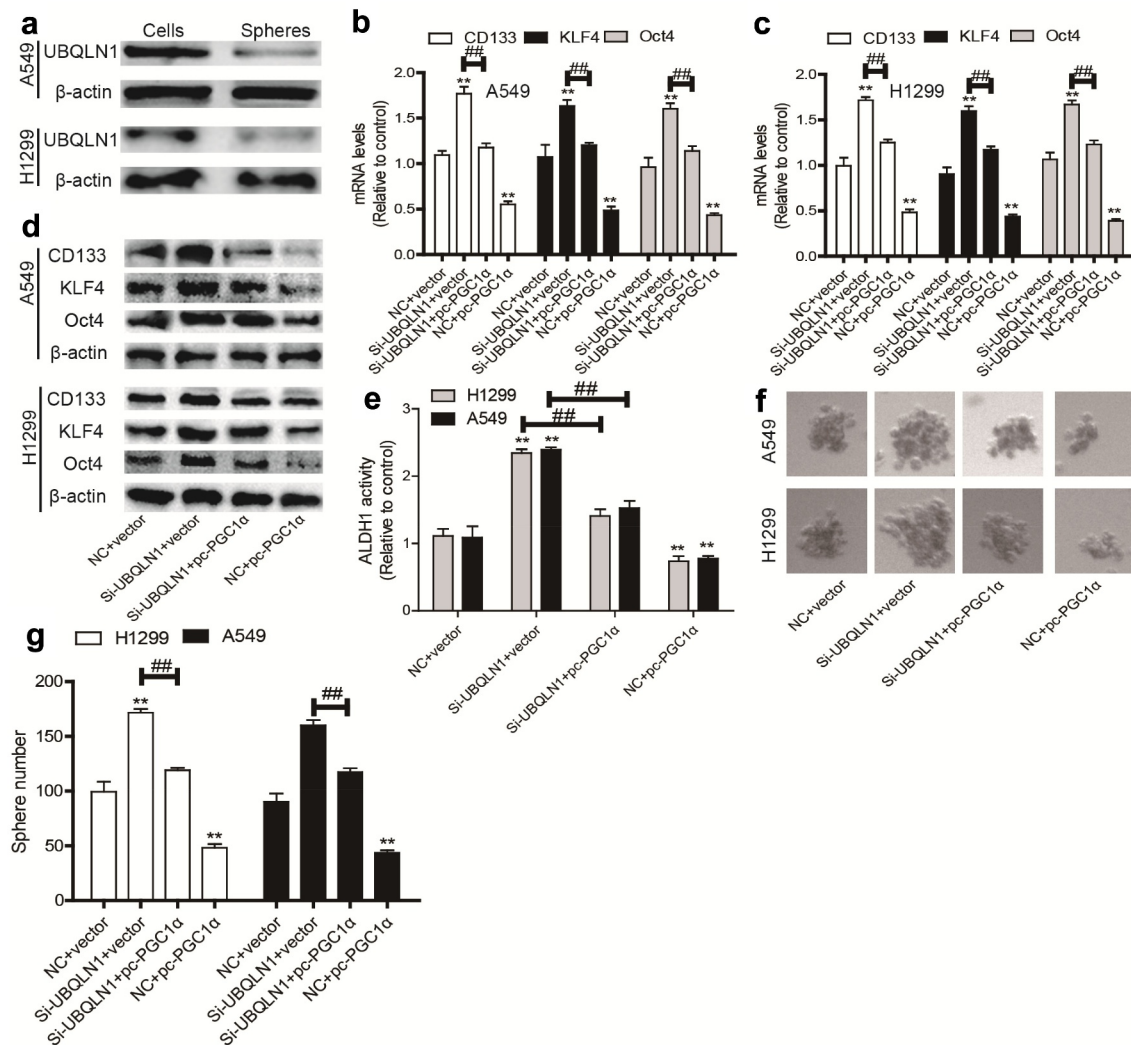 a
Cells Spheres
A549
UBQLN1
β-actin
H1299
UBQLN1
β-actin
b
CD133 KLF4 Oct4
A549
mRNA levels
(Relative to control)
2.0
1.5
1.0
0.5
0.0
## ## ##
** ** **
** ** **
NC+vector
Si-UBQLN1+vector
Si-UBQLN1+pc-PGC1α
NC+pc-PGC1α
NC+vector
Si-UBQLN1+vector
Si-UBQLN1+pc-PGC1α
NC+pc-PGC1α
NC+vector
Si-UBQLN1+vector
Si-UBQLN1+pc-PGC1α
NC+pc-PGC1α
c
CD133 KLF4 Oct4
H1299
mRNA levels
(Relative to control)
2.0
1.5
1.0
0.5
0.0
## ## ##
** ** **
** ** **
NC+vector
Si-UBQLN1+vector
Si-UBQLN1+pc-PGC1α
NC+pc-PGC1α
NC+vector
Si-UBQLN1+vector
Si-UBQLN1+pc-PGC1α
NC+pc-PGC1α
NC+vector
Si-UBQLN1+vector
Si-UBQLN1+pc-PGC1α
NC+pc-PGC1α
d
A549
CD133
KLF4
Oct4
β-actin
H1299
CD133
KLF4
Oct4
β-actin
NC+vector
Si-UBQLN1+vector
Si-UBQLN1+pc-PGC1α
NC+pc-PGC1α
e
H1299
A549
ALDH1 activity
(Relative to control)
3
2
1
0
##
##
** **
** **
NC+vector
Si-UBQLN1+vector
Si-UBQLN1+pc-PGC1α
NC+pc-PGC1α
f
A549
H1299
NC+vector
Si-UBQLN1+vector
Si-UBQLN1+pc-PGC1α
NC+pc-PGC1α
g
H1299 A549
Sphere number
200
150
100
50
0
## ##
**
** **
NC+vector
Si-UBQLN1+vector
Si-UBQLN1+pc-PGC1α
NC+pc-PGC1α
NC+vector
Si-UBQLN1+vector
Si-UBQLN1+pc-PGC1α
NC+pc-PGC1α